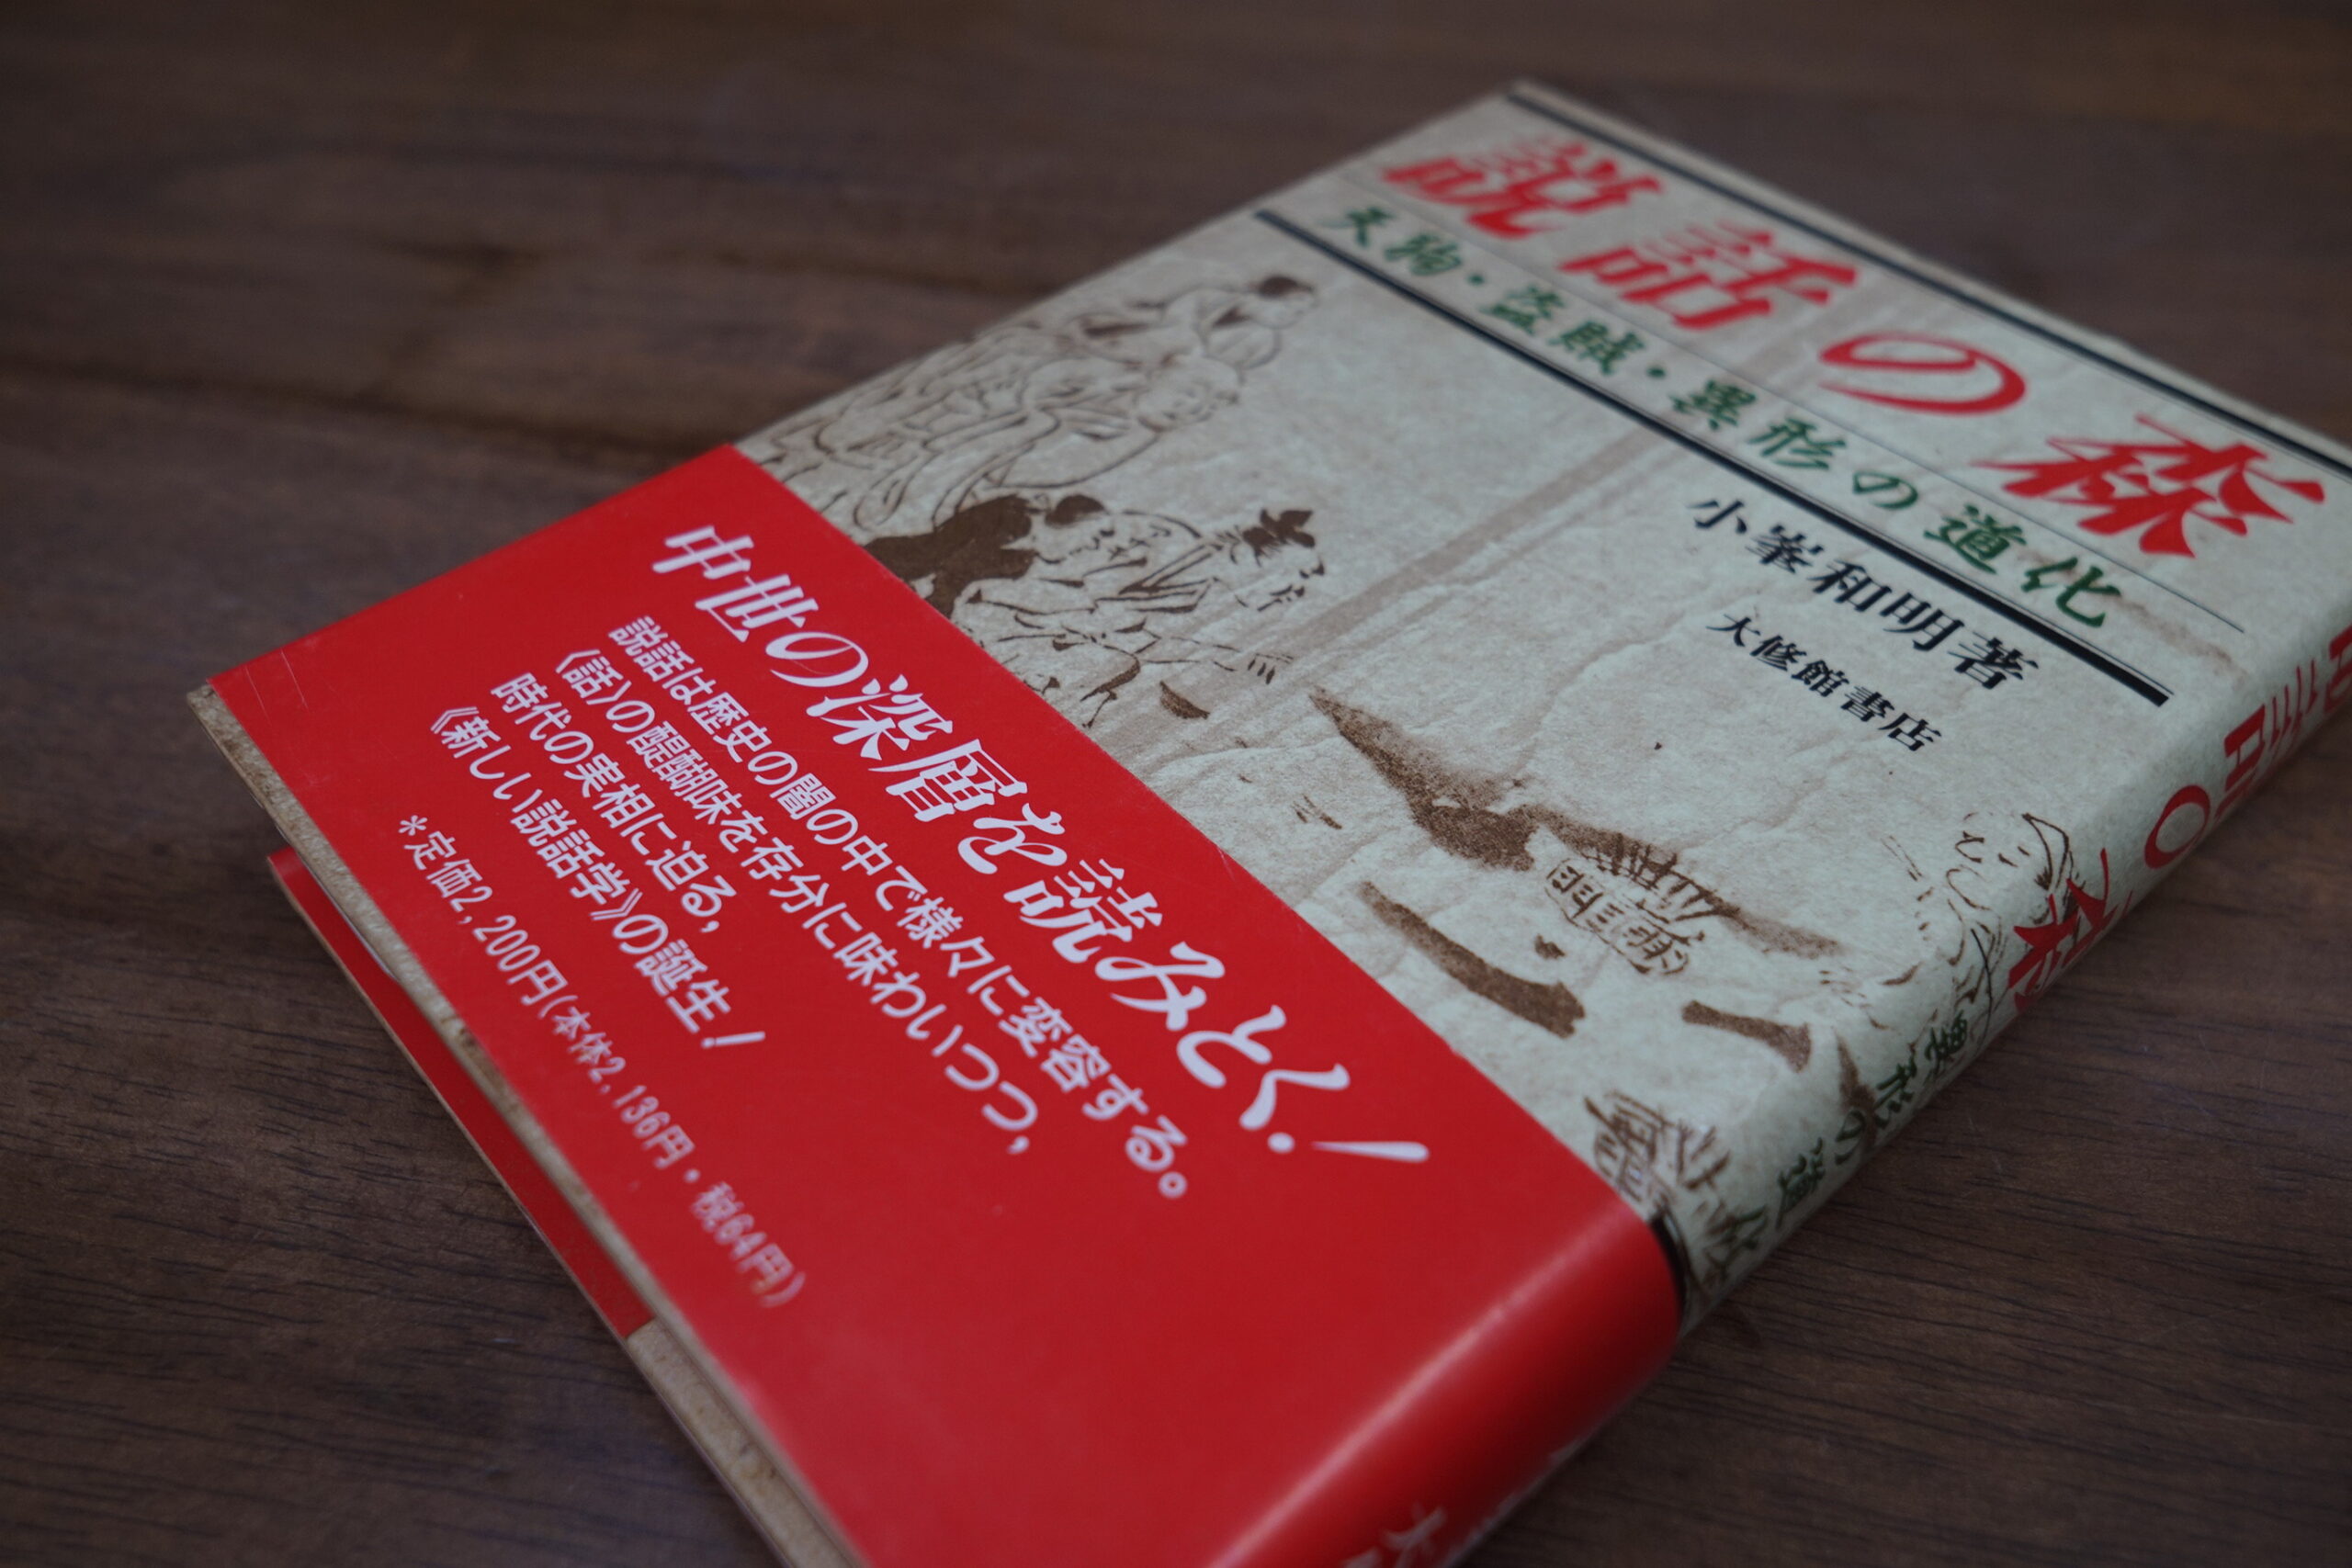 説話の森
天狗・盗賊・異形の道化
小峯和明著
大修館書店
中世の深層を読みとく！
説話は歴史の闇の中で様々に変容する。
〈話〉の醍醐味を存分に味わいつつ，
時代の実相に迫る，
《新しい説話学》の誕生！
＊定価2,200円(本体2,136円・税64円)
異形の道化